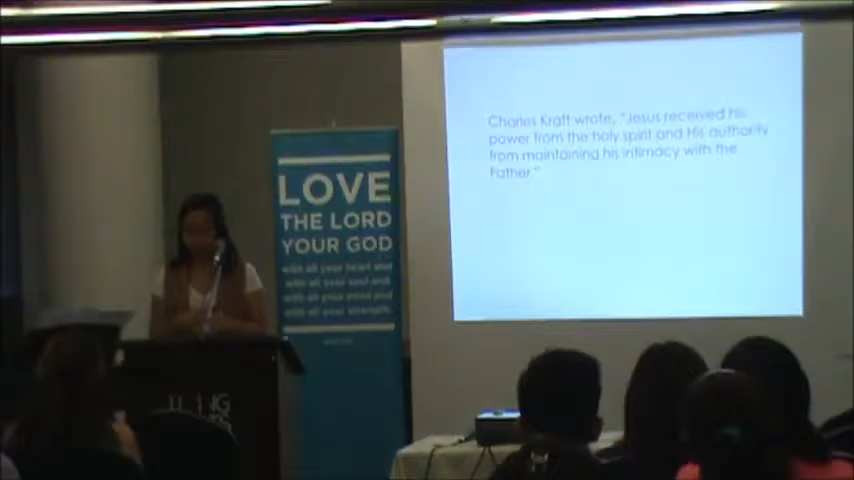 LOVE
THE LORD
YOUR GOD
with all your heart and
with all your soul and
with all your mind and
with all your strength.
Charles Kraft wrote, "Jesus received his
power from the holy spirit and His authority
from maintaining his intimacy with the
Father."